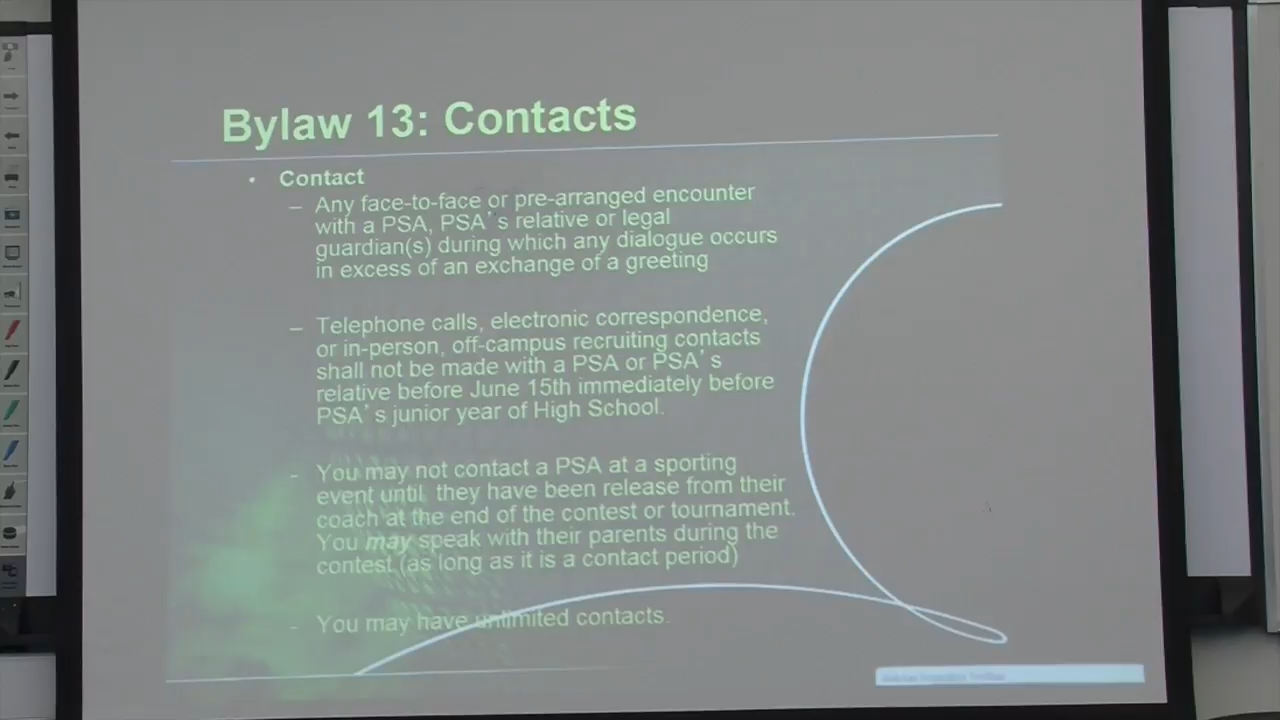 Bylaw 13: Contacts
• Contact
– Any face-to-face or pre-arranged encounter
with a PSA, PSA's relative or legal
guardian(s) during which any dialogue occurs
in excess of an exchange of a greeting
– Telephone calls, electronic correspondence,
or in-person, off-campus recruiting contacts
shall not be made with a PSA or PSA's
relative before June 15th immediately before
PSA's junior year of High School.
- You may not contact a PSA at a sporting
event until they have been release from their
coach at the end of the contest or tournament.
You may speak with their parents during the
contest (as long as it is a contact period)
- You may have unlimited contacts.